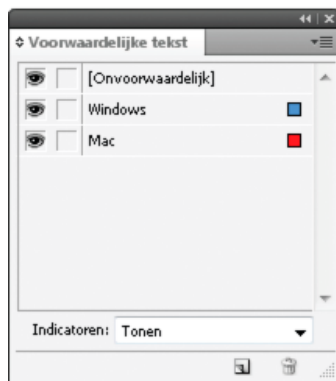 Voorwaardelijke tekst
[Onvoorwaardelijk]
Windows
Mac
Indicatoren: Tonen